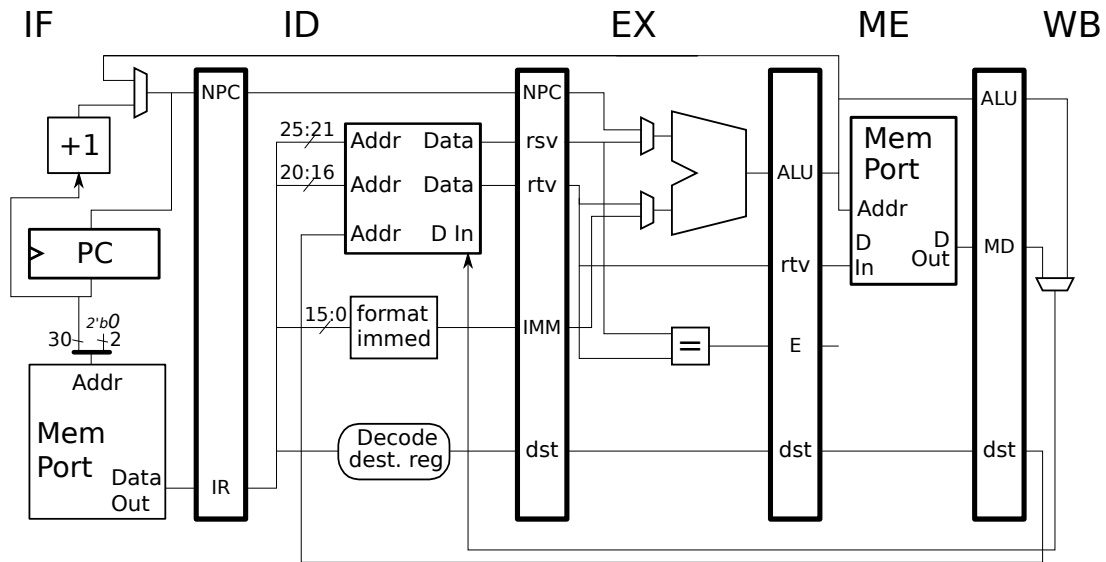 IF ID EX ME WB
NPC
+1
PC
30
2'b0
2
Addr
Mem
Port
Data
Out
IR
25:21
20:16
Addr Data
Addr Data
Addr D In
15:0
format
immed
Decode
dest. reg
NPC
rsv
rtv
IMM
dst
=
ALU
rtv
E
dst
Mem
Port
Addr
D
In
D
Out
ALU
MD
dst